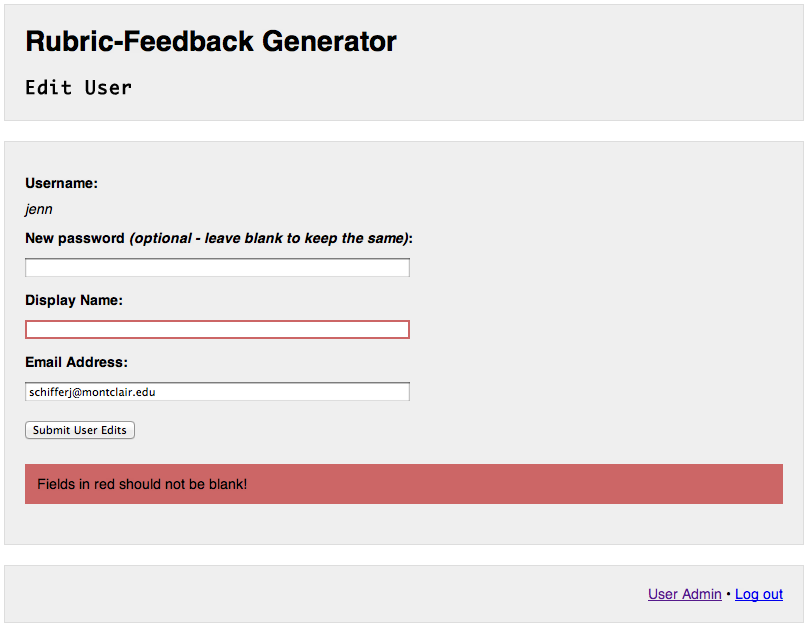 Rubric-Feedback Generator
Edit User
Username:
jenn
New password (optional - leave blank to keep the same):
Display Name:
Email Address:
schifferj@montclair.edu
Submit User Edits
Fields in red should not be blank!
User Admin • Log out